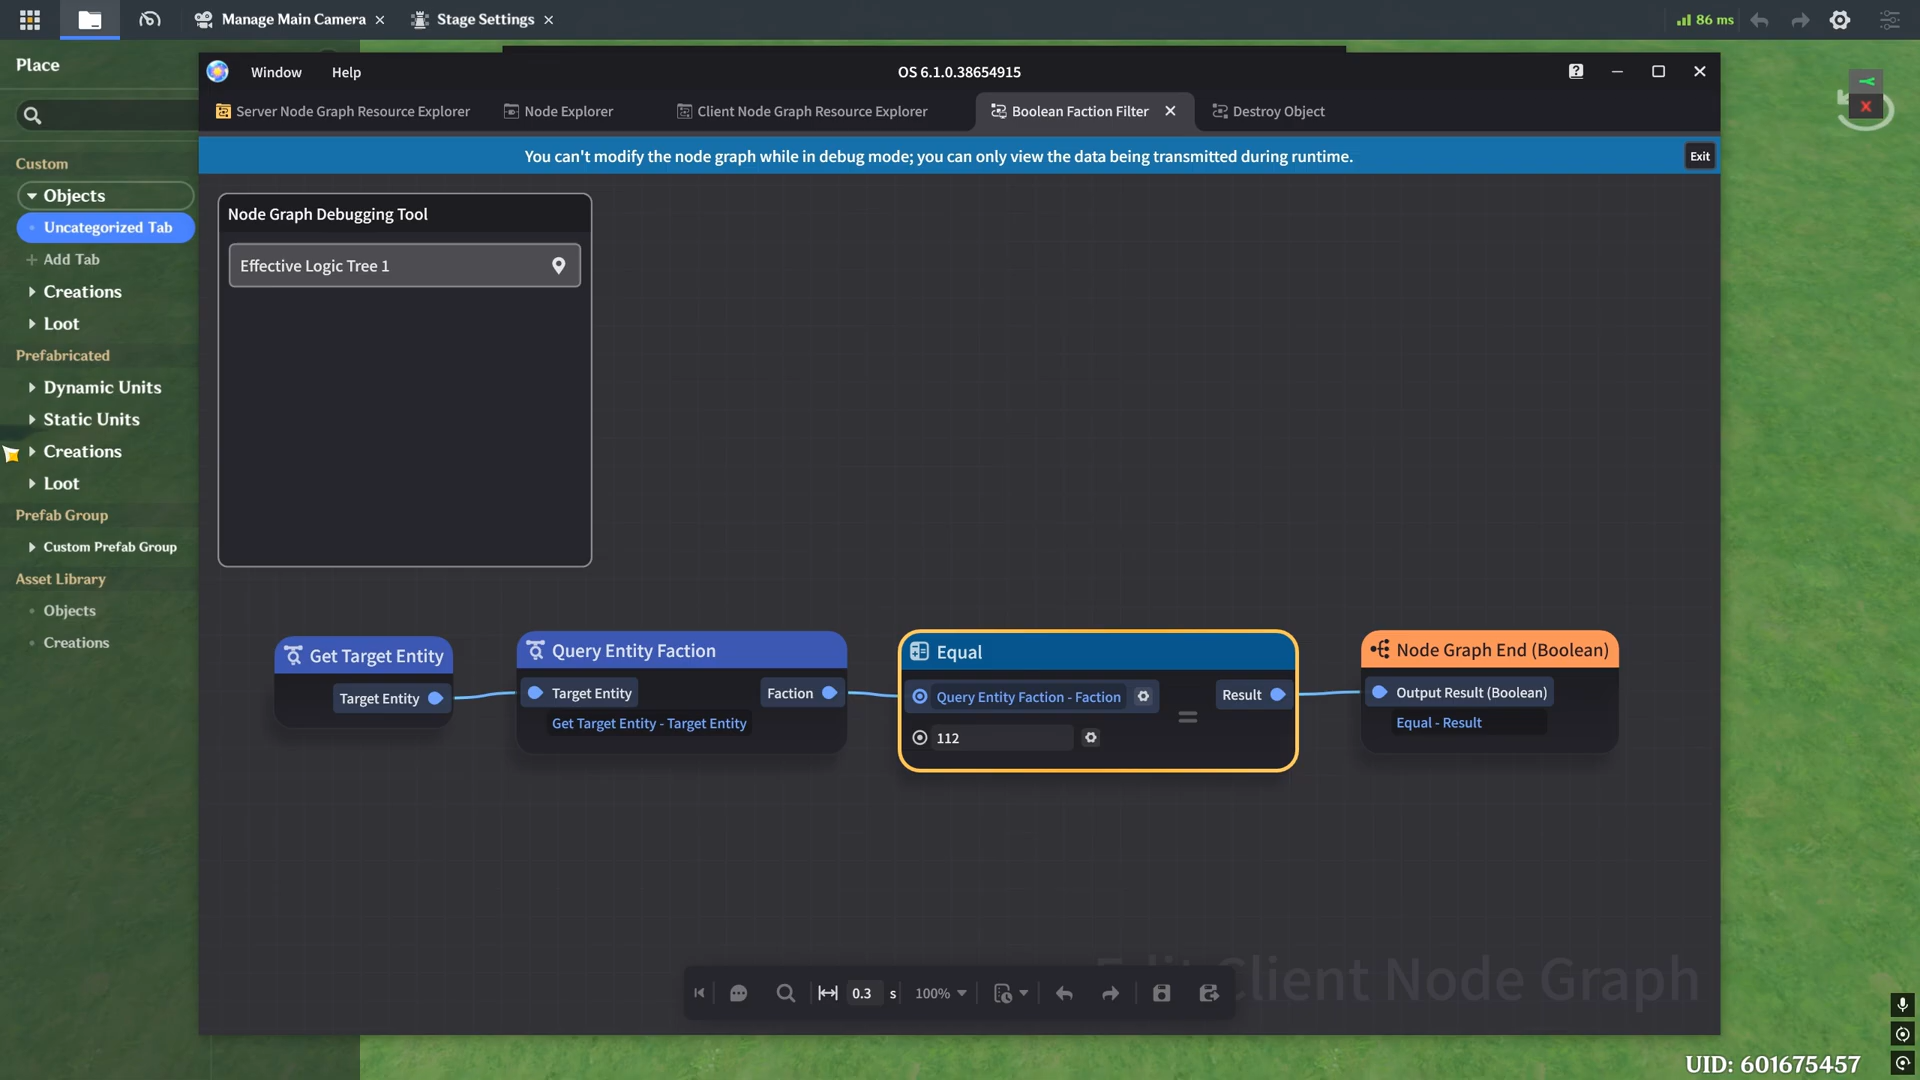 Manage Main Camera
Stage Settings
86 ms
Place
Window
Help
OS 6.1.0.38654915
Server Node Graph Resource Explorer
Node Explorer
Client Node Graph Resource Explorer
Boolean Faction Filter
Destroy Object
You can't modify the node graph while in debug mode; you can only view the data being transmitted during runtime.
Exit
Custom
Objects
Uncategorized Tab
Add Tab
Creations
Loot
Prefabricated
Dynamic Units
Static Units
Creations
Loot
Prefab Group
Custom Prefab Group
Asset Library
Objects
Creations
Node Graph Debugging Tool
Effective Logic Tree 1
Get Target Entity
Target Entity
Query Entity Faction
Target Entity
Faction
Get Target Entity - Target Entity
Equal
Query Entity Faction - Faction
Result
=
112
Node Graph End (Boolean)
Output Result (Boolean)
Equal - Result
Edit Client Node Graph
0.3 s
100%
UID: 601675457